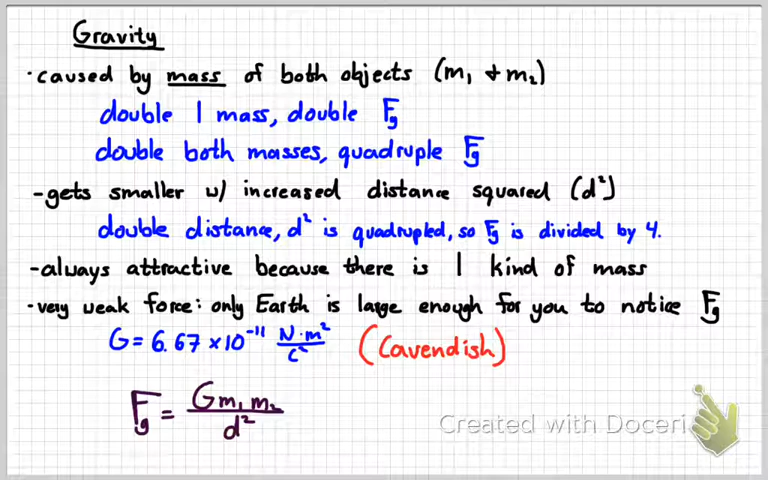 Gravity
·caused by mass of both objects (m₁ + m₂)
double 1 mass, double Fg
double both masses, quadruple Fg
-gets smaller w/ increased distance squared (d²)
double distance, d² is quadrupled, so Fg is divided by 4.
-always attractive because there is 1 kind of mass
·very weak force: only Earth is large enough for you to notice Fg
G = 6.67 × 10⁻¹¹ N·m²/C² (Cavendish)
Fg = Gm₁m₂/d²
Created with Doceri